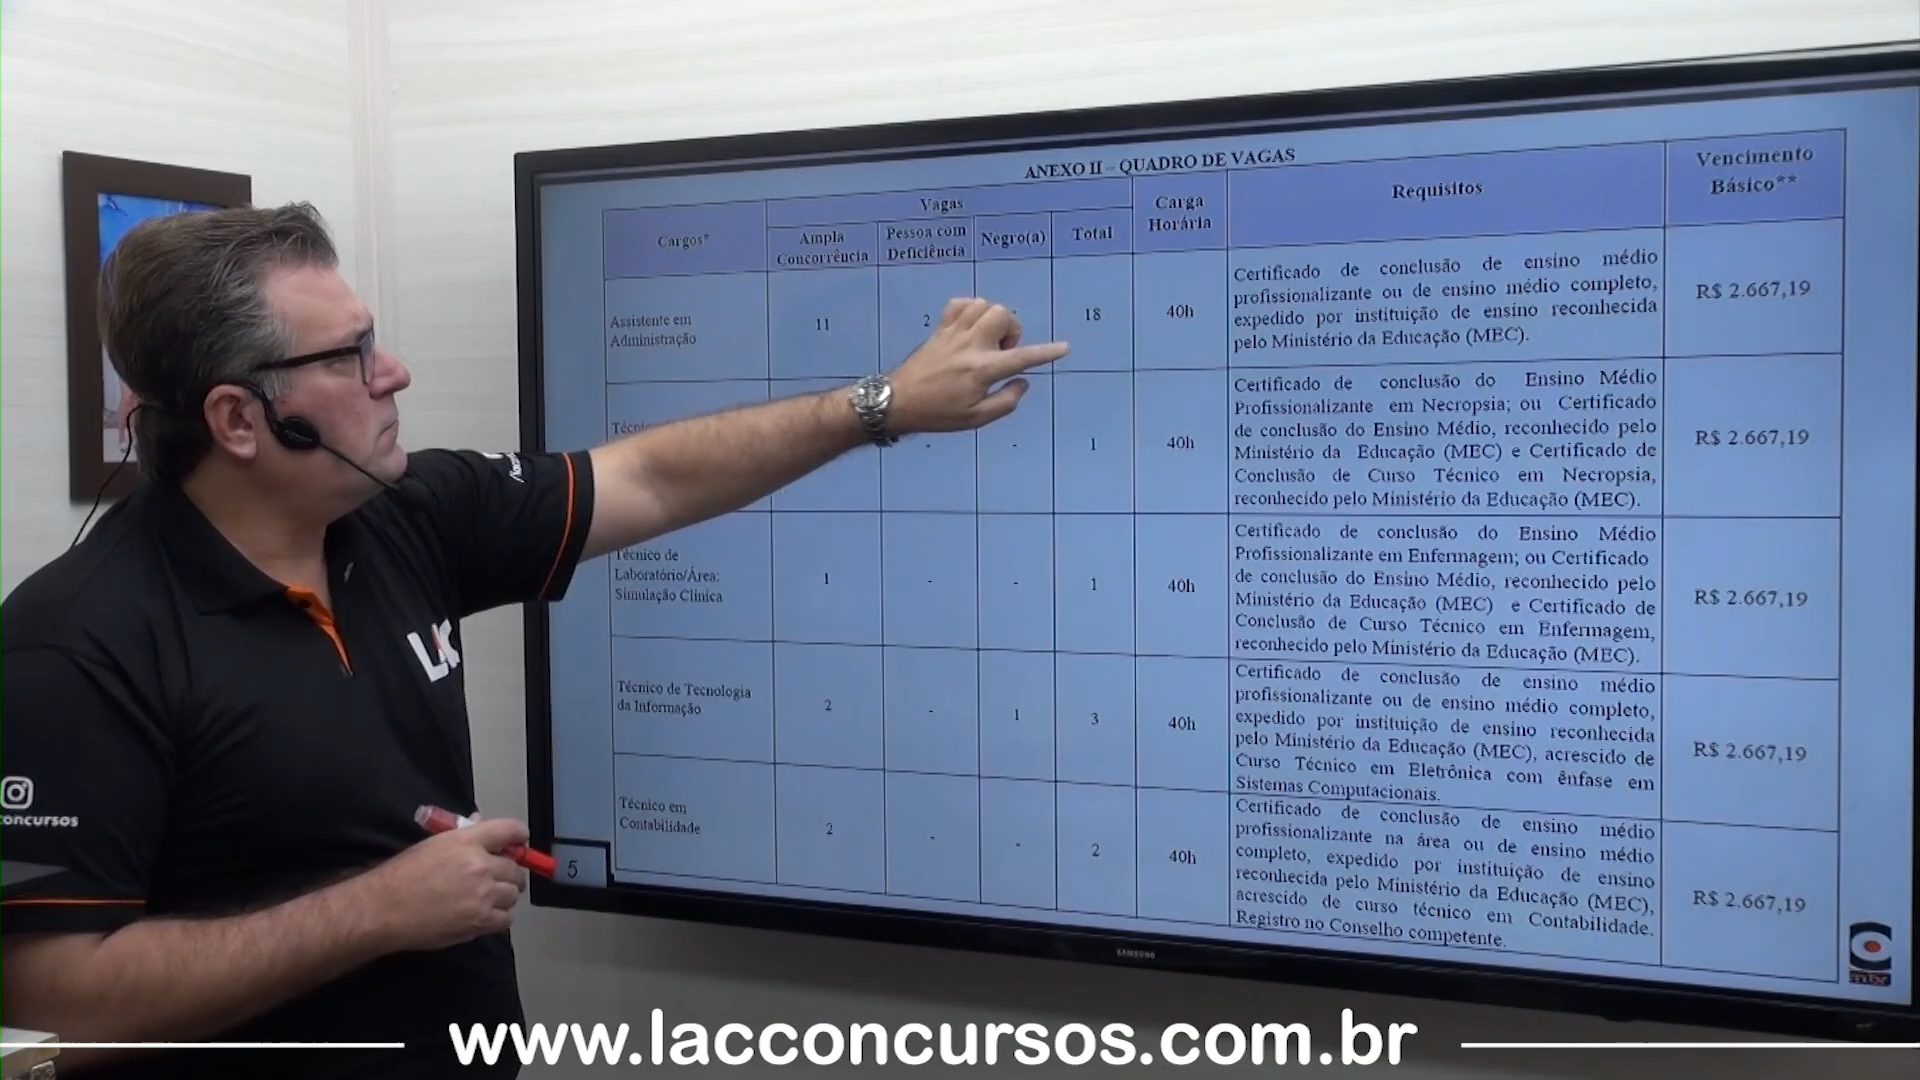 ANEXO II – QUADRO DE VAGAS
Cargos*
Vagas
Ampla
Concorrência
Pessoa com
Deficiência
Negro(a)
Total
Carga
Horária
Requisitos
Vencimento
Básico**
Assistente em
Administração
11
2
18
40h
Certificado de conclusão de ensino médio
profissionalizante ou de ensino médio completo,
expedido por instituição de ensino reconhecida
pelo Ministério da Educação (MEC).
R$ 2.667,19
-
-
1
40h
Certificado de conclusão do Ensino Médio
Profissionalizante em Necropsia; ou Certificado
de conclusão do Ensino Médio, reconhecido pelo
Ministério da Educação (MEC) e Certificado de
Conclusão de Curso Técnico em Necropsia,
reconhecido pelo Ministério da Educação (MEC).
R$ 2.667,19
Técnico de
Laboratório/Área:
Simulação Clínica
1
-
-
1
40h
Certificado de conclusão do Ensino Médio
Profissionalizante em Enfermagem; ou Certificado
de conclusão do Ensino Médio, reconhecido pelo
Ministério da Educação (MEC) e Certificado de
Conclusão de Curso Técnico em Enfermagem,
reconhecido pelo Ministério da Educação (MEC).
R$ 2.667,19
Técnico de Tecnologia
da Informação
2
-
1
3
40h
Certificado de conclusão de ensino médio
profissionalizante ou de ensino médio completo,
expedido por instituição de ensino reconhecida
pelo Ministério da Educação (MEC), acrescido de
Curso Técnico em Eletrônica com ênfase em
Sistemas Computacionais.
R$ 2.667,19
Técnico em
Contabilidade
2
-
-
2
40h
Certificado de conclusão de ensino médio
profissionalizante na área ou de ensino médio
completo, expedido por instituição de ensino
reconhecida pelo Ministério da Educação (MEC),
acrescido de curso técnico em Contabilidade.
Registro no Conselho competente.
R$ 2.667,19
5
SAMSUNG
LAC
concursos
www.lacconcursos.com.br